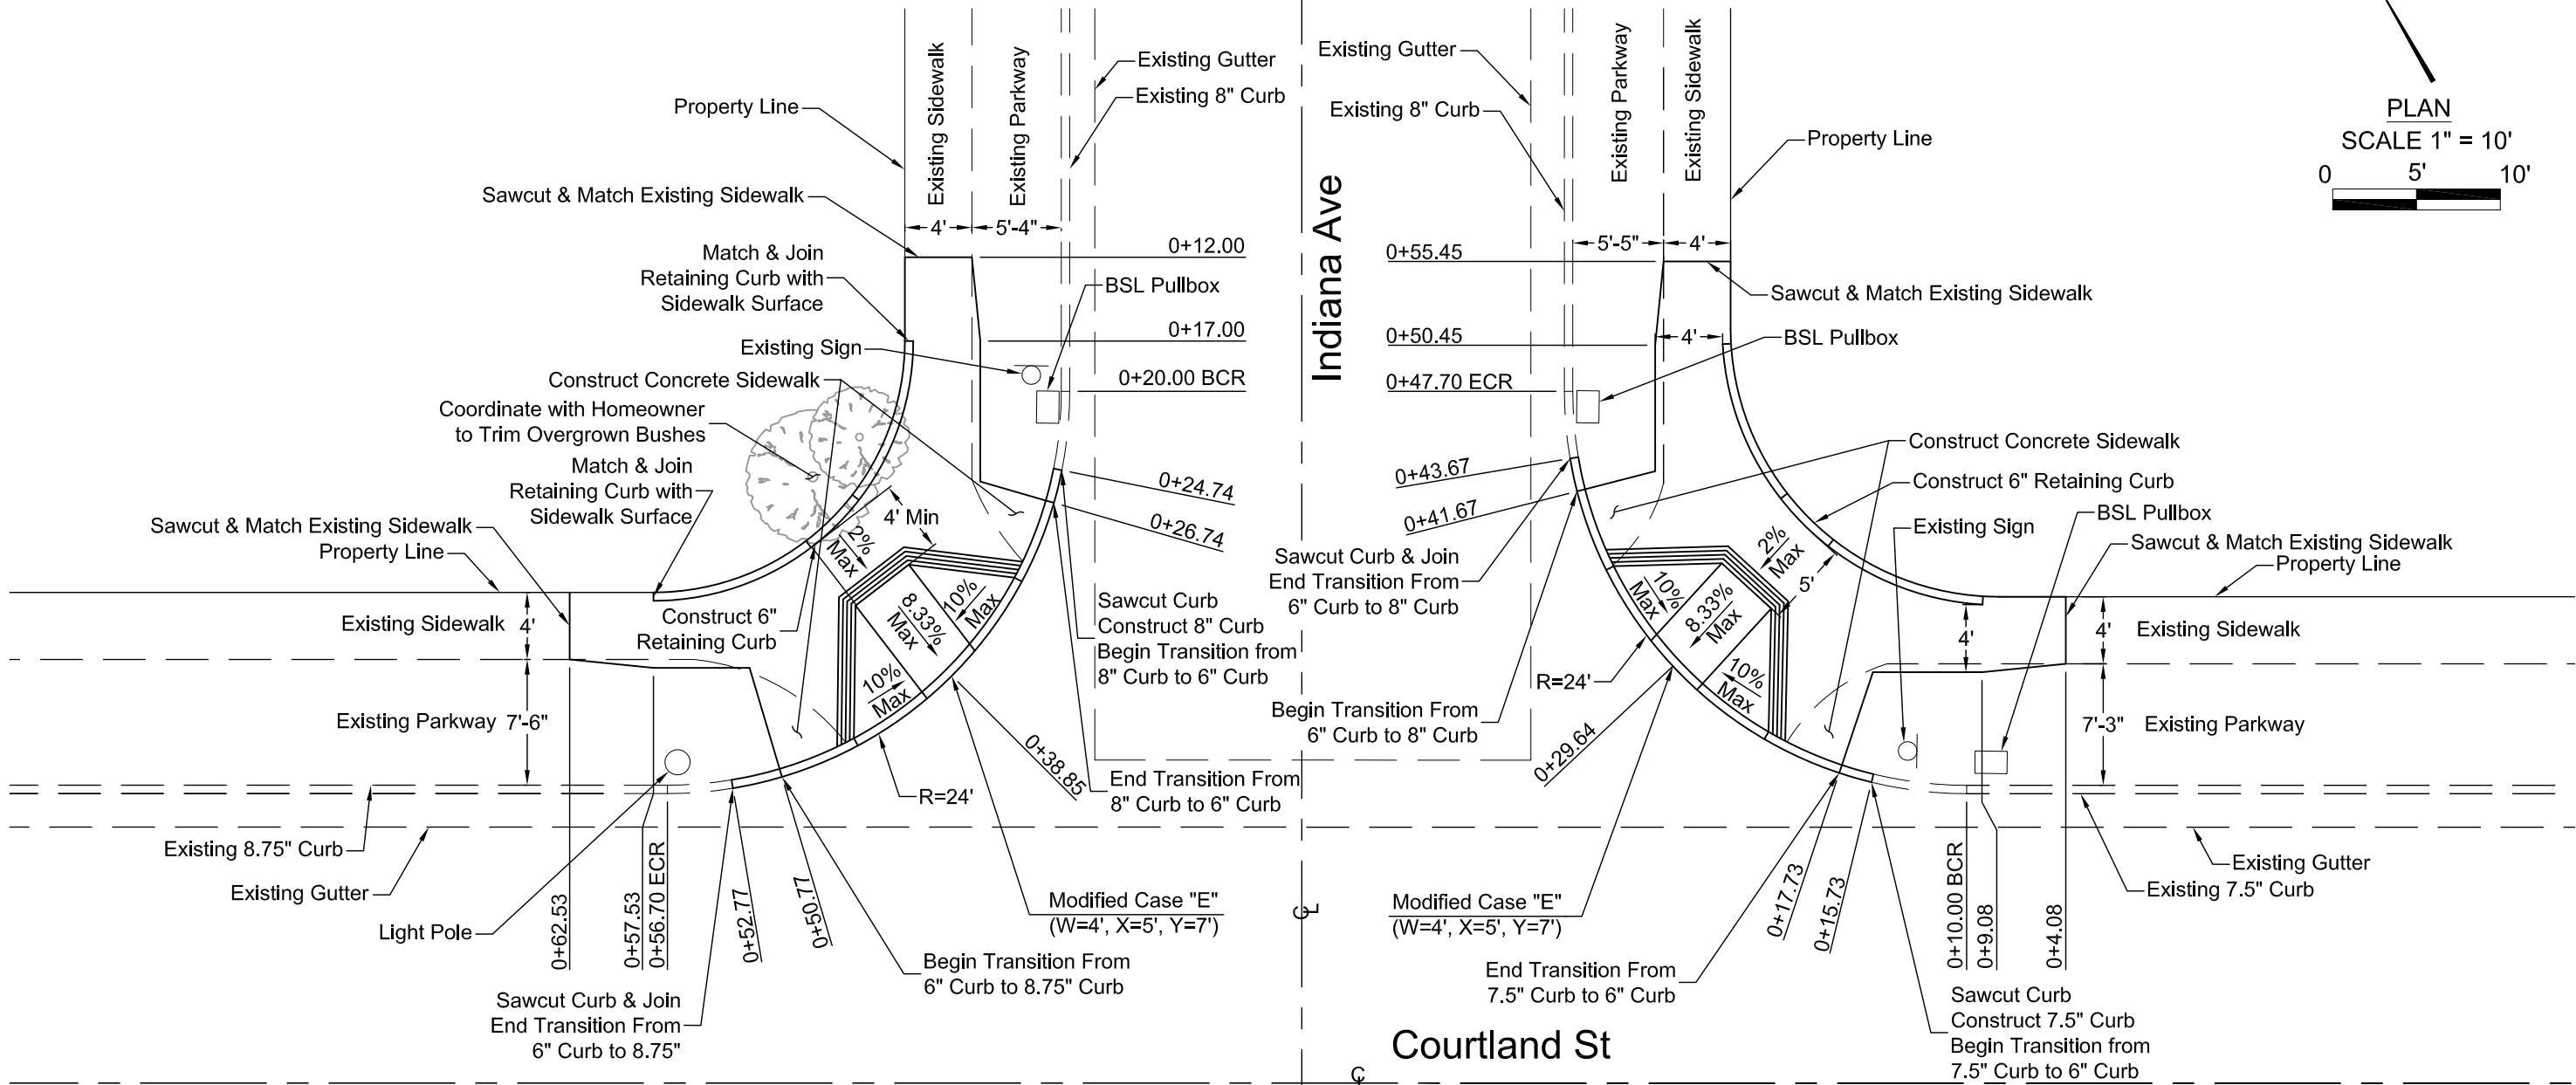 Existing Sidewalk
Existing Parkway
Existing Gutter
Existing 8" Curb
Property Line
Sawcut & Match Existing Sidewalk
4'
5'-4"
Match & Join
Retaining Curb with
Sidewalk Surface
0+12.00
BSL Pullbox
0+17.00
Existing Sign
Construct Concrete Sidewalk
0+20.00 BCR
Coordinate with Homeowner
to Trim Overgrown Bushes
Match & Join
Retaining Curb with
Sidewalk Surface
Sawcut & Match Existing Sidewalk
Property Line
4' Min
2%
Max
0+24.74
0+26.74
8.33%
Max
10%
Max
10%
Max
Construct 6"
Retaining Curb
Existing Sidewalk
4'
Existing Parkway
7'-6"
Sawcut Curb
Construct 8" Curb
Begin Transition from
8" Curb to 6" Curb
0+38.85
End Transition From
8" Curb to 6" Curb
R=24'
Existing 8.75" Curb
Existing Gutter
Light Pole
0+62.53
0+57.53
0+56.70 ECR
0+52.77
0+50.77
Modified Case "E"
(W=4', X=5', Y=7')
Begin Transition From
6" Curb to 8.75" Curb
Sawcut Curb & Join
End Transition From
6" Curb to 8.75"
Indiana Ave
Existing Gutter
Existing 8" Curb
Existing Parkway
Existing Sidewalk
Property Line
5'-5"
4'
0+55.45
Sawcut & Match Existing Sidewalk
0+50.45
4'
BSL Pullbox
0+47.70 ECR
Construct Concrete Sidewalk
Construct 6" Retaining Curb
Existing Sign
BSL Pullbox
Sawcut & Match Existing Sidewalk
Property Line
0+43.67
0+41.67
Sawcut Curb & Join
End Transition From
6" Curb to 8" Curb
2%
Max
5'
10%
Max
8.33%
Max
10%
Max
4'
4'
Existing Sidewalk
R=24'
Begin Transition From
6" Curb to 8" Curb
0+29.64
7'-3"
Existing Parkway
Existing Gutter
Existing 7.5" Curb
Modified Case "E"
(W=4', X=5', Y=7')
0+17.73
0+15.73
0+10.00 BCR
0+9.08
0+4.08
End Transition From
7.5" Curb to 6" Curb
Sawcut Curb
Construct 7.5" Curb
Begin Transition from
7.5" Curb to 6" Curb
Courtland St
CL
C
PLAN
SCALE 1" = 10'
0 5' 10'